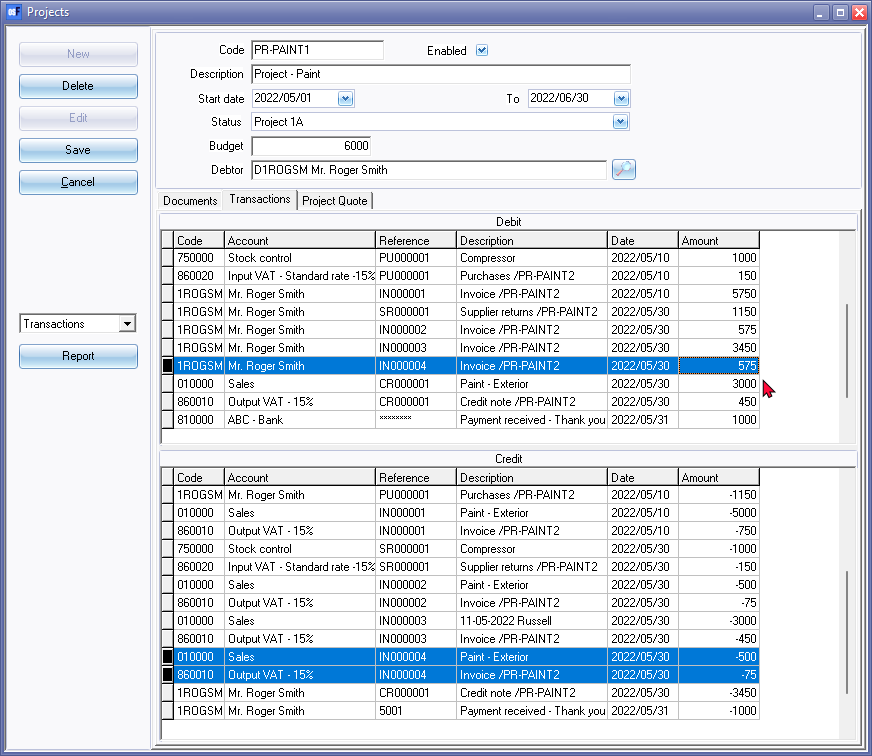 Projects
New
Delete
Edit
Save
Cancel
Transactions
Report
Code PR-PAINT1 Enabled
Description Project - Paint
Start date 2022/05/01 To 2022/06/30
Status Project 1A
Budget 6000
Debtor D1ROGSM Mr. Roger Smith
Documents Transactions Project Quote
Debit
Code Account Reference Description Date Amount
750000 Stock control PU000001 Compressor 2022/05/10 1000
860020 Input VAT - Standard rate -15% PU000001 Purchases /PR-PAINT2 2022/05/10 150
1ROGSM Mr. Roger Smith IN000001 Invoice /PR-PAINT2 2022/05/10 5750
1ROGSM Mr. Roger Smith SR000001 Supplier returns /PR-PAINT2 2022/05/30 1150
1ROGSM Mr. Roger Smith IN000002 Invoice /PR-PAINT2 2022/05/30 575
1ROGSM Mr. Roger Smith IN000003 Invoice /PR-PAINT2 2022/05/30 3450
1ROGSM Mr. Roger Smith IN000004 Invoice /PR-PAINT2 2022/05/30 575
010000 Sales CR000001 Paint - Exterior 2022/05/30 3000
860010 Output VAT - 15% CR000001 Credit note /PR-PAINT2 2022/05/30 450
810000 ABC - Bank ******** Payment received - Thank you 2022/05/31 1000
Credit
Code Account Reference Description Date Amount
1ROGSM Mr. Roger Smith PU000001 Purchases /PR-PAINT2 2022/05/10 -1150
010000 Sales IN000001 Paint - Exterior 2022/05/10 -5000
860010 Output VAT - 15% IN000001 Invoice /PR-PAINT2 2022/05/10 -750
750000 Stock control SR000001 Compressor 2022/05/30 -1000
860020 Input VAT - Standard rate -15% SR000001 Supplier returns /PR-PAINT2 2022/05/30 -150
010000 Sales IN000002 Paint - Exterior 2022/05/30 -500
860010 Output VAT - 15% IN000002 Invoice /PR-PAINT2 2022/05/30 -75
010000 Sales IN000003 11-05-2022 Russell 2022/05/30 -3000
860010 Output VAT - 15% IN000003 Invoice /PR-PAINT2 2022/05/30 -450
010000 Sales IN000004 Paint - Exterior 2022/05/30 -500
860010 Output VAT - 15% IN000004 Invoice /PR-PAINT2 2022/05/30 -75
1ROGSM Mr. Roger Smith CR000001 Credit note /PR-PAINT2 2022/05/30 -3450
1ROGSM Mr. Roger Smith 5001 Payment received - Thank you 2022/05/31 -1000